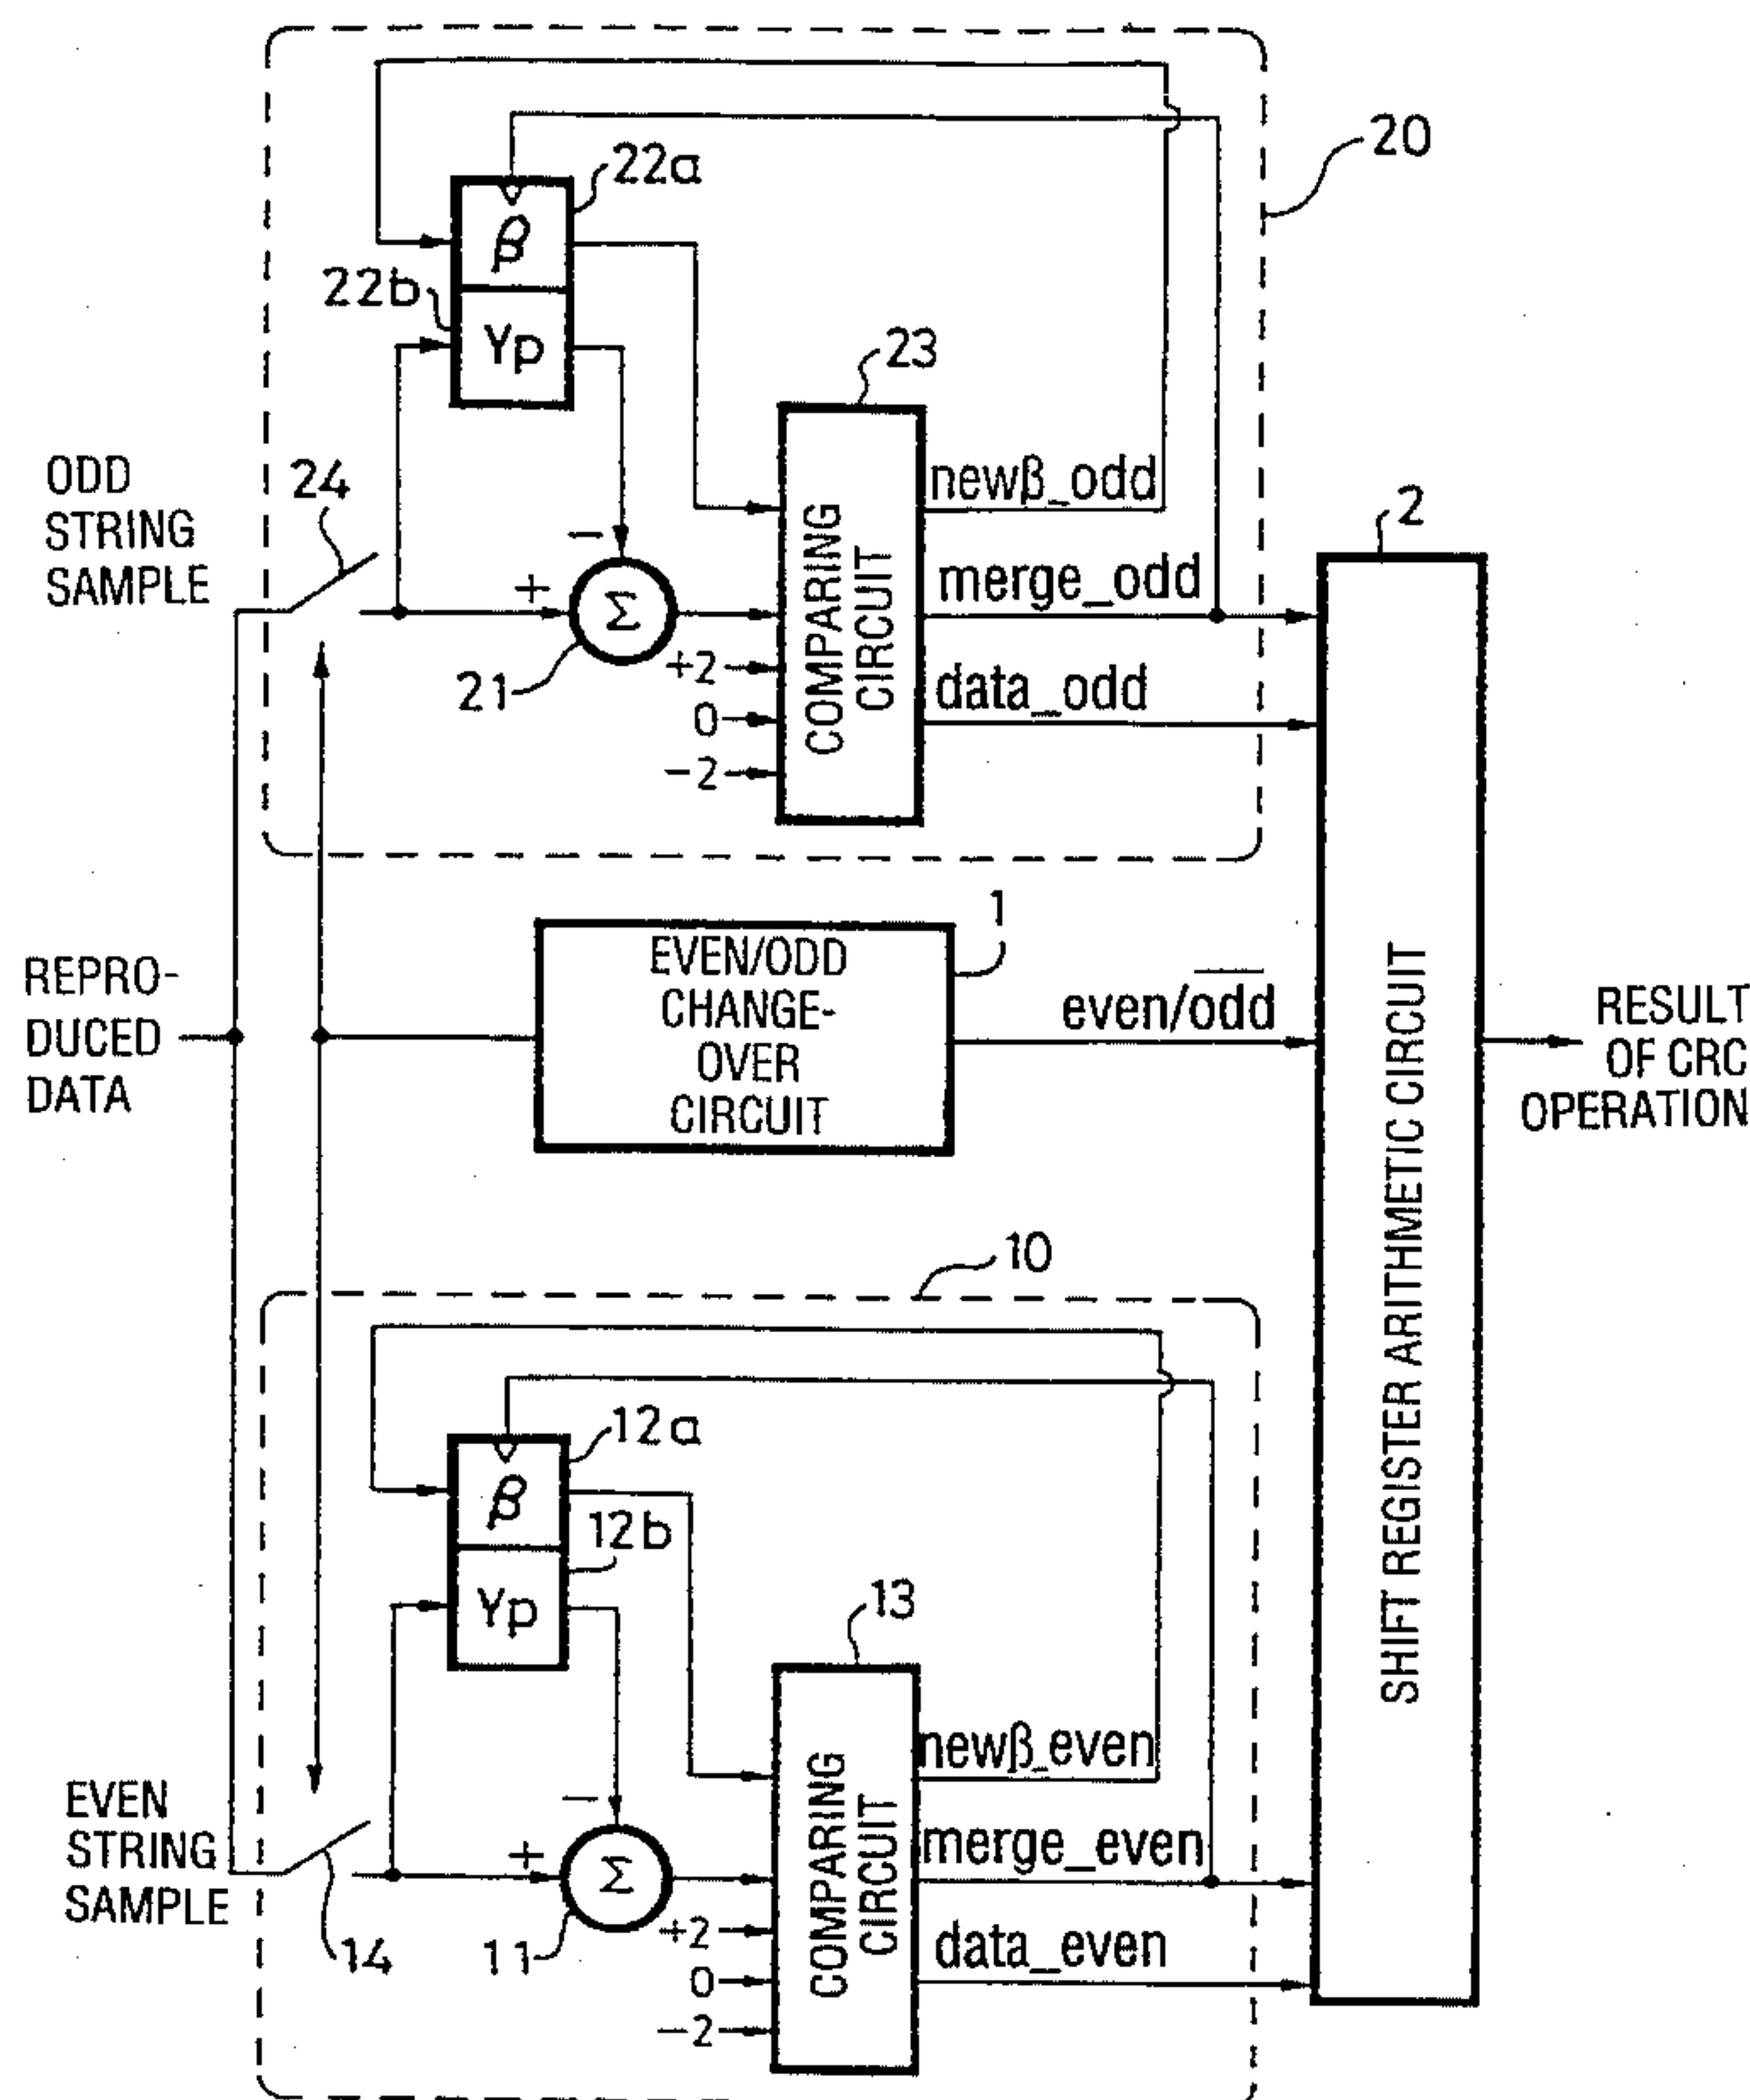 20
22a
β
22b
Yp
23
ODD
STRING
SAMPLE
24
newβ_odd
−
+
Σ
merge_odd
21
+2
0
−2
data_odd
COMPARING
CIRCUIT
2
1
EVEN/ODD
CHANGE-
OVER
CIRCUIT
REPRO-
DUCED
DATA
even/odd
SHIFT REGISTER ARITHMETIC CIRCUIT
RESULT
OF CRC
OPERATION
10
12a
β
12b
Yp
13
newβ_even
EVEN
STRING
SAMPLE
14
−
+
Σ
merge_even
11
+2
0
−2
data_even
COMPARING
CIRCUIT